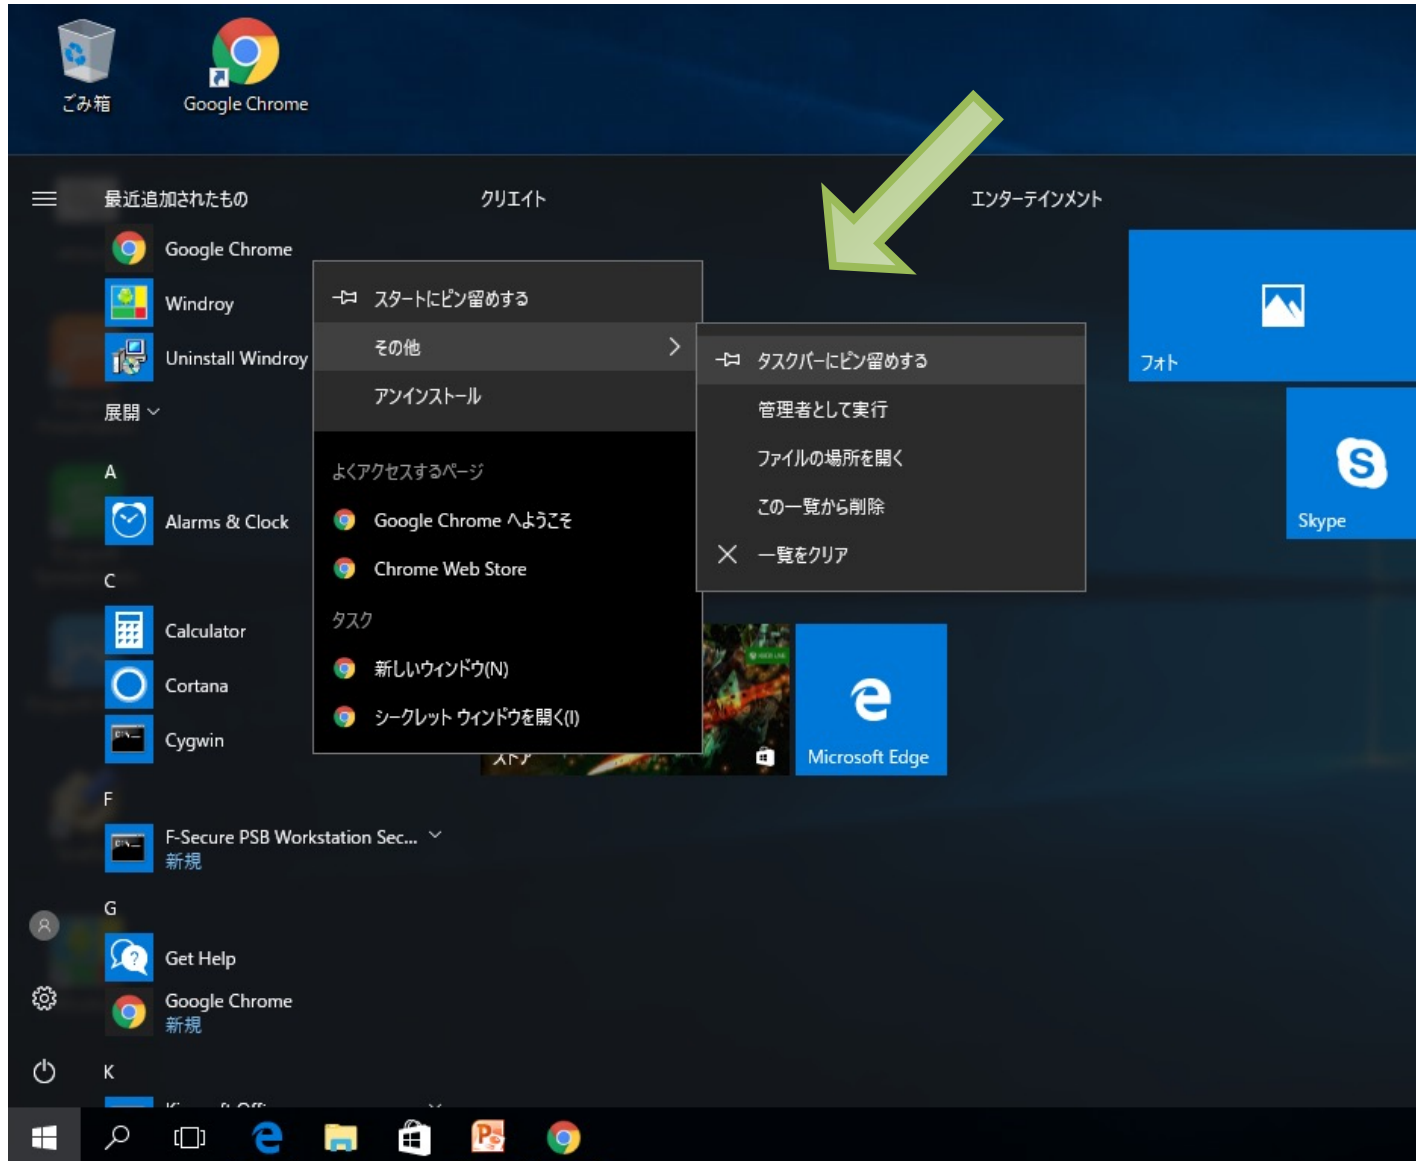 ごみ箱
Google Chrome
最近追加されたもの
クリエイト
エンターテインメント
Google Chrome
Windroy
Uninstall Windroy
展開
A
Alarms & Clock
C
Calculator
Cortana
Cygwin
F
F-Secure PSB Workstation Sec...
新規
G
Get Help
Google Chrome
新規
K
スタートにピン留めする
その他
アンインストール
よくアクセスするページ
Google Chrome へようこそ
Chrome Web Store
タスク
新しいウィンドウ(N)
シークレット ウィンドウを開く(I)
タスクバーにピン留めする
管理者として実行
ファイルの場所を開く
この一覧から削除
一覧をクリア
フォト
Skype
ストア
Microsoft Edge